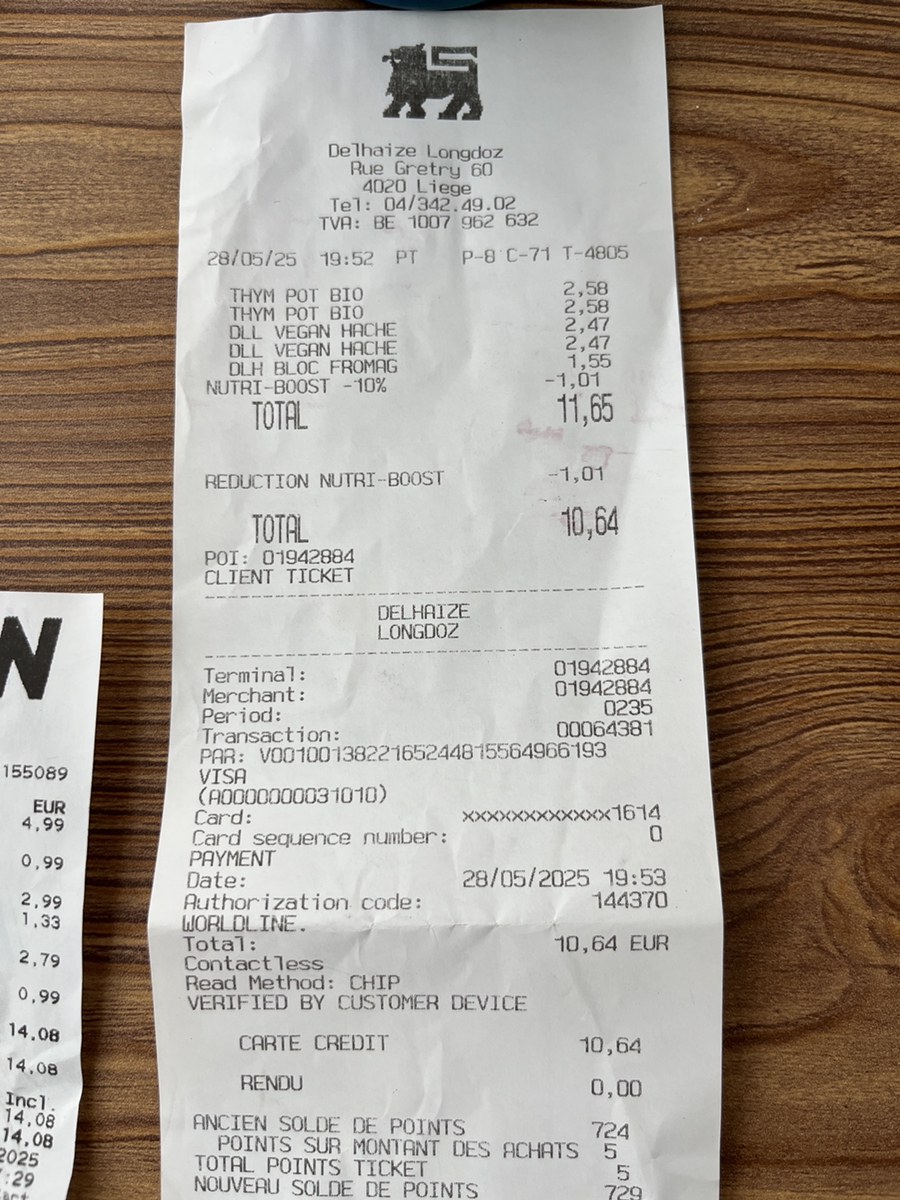 Delhaize Longdoz
Rue Gretry 60
4020 Liege
Tel: 04/342.49.02
TVA: BE 1007 962 632
28/05/25 19:52 PT P-8 C-71 T-4805
THYM POT BIO 2,58
THYM POT BIO 2,58
DLL VEGAN HACHE 2,47
DLL VEGAN HACHE 2,47
DLH BLOC FROMAG 1,55
NUTRI-BOOST -10% -1,01
TOTAL 11,65
REDUCTION NUTRI-BOOST -1,01
TOTAL 10,64
POI: 01942884
CLIENT TICKET
DELHAIZE
LONGDOZ
Terminal: 01942884
Merchant: 01942884
Period: 0235
Transaction: 00064381
PAR: V0010013822165244815564966193
VISA
(A0000000031010)
Card: xxxxxxxxxxxx1614
Card sequence number: 0
PAYMENT
Date: 28/05/2025 19:53
Authorization code: 144370
WORLDLINE.
Total: 10,64 EUR
Contactless
Read Method: CHIP
VERIFIED BY CUSTOMER DEVICE
CARTE CREDIT 10,64
RENDU 0,00
ANCIEN SOLDE DE POINTS 724
POINTS SUR MONTANT DES ACHATS 5
TOTAL POINTS TICKET 5
NOUVEAU SOLDE DE POINTS 729
N
155089
EUR
4,99
0,99
2,99
1,33
2,79
0,99
14,08
14,08
Incl.
14,08
14,08
2025
:29